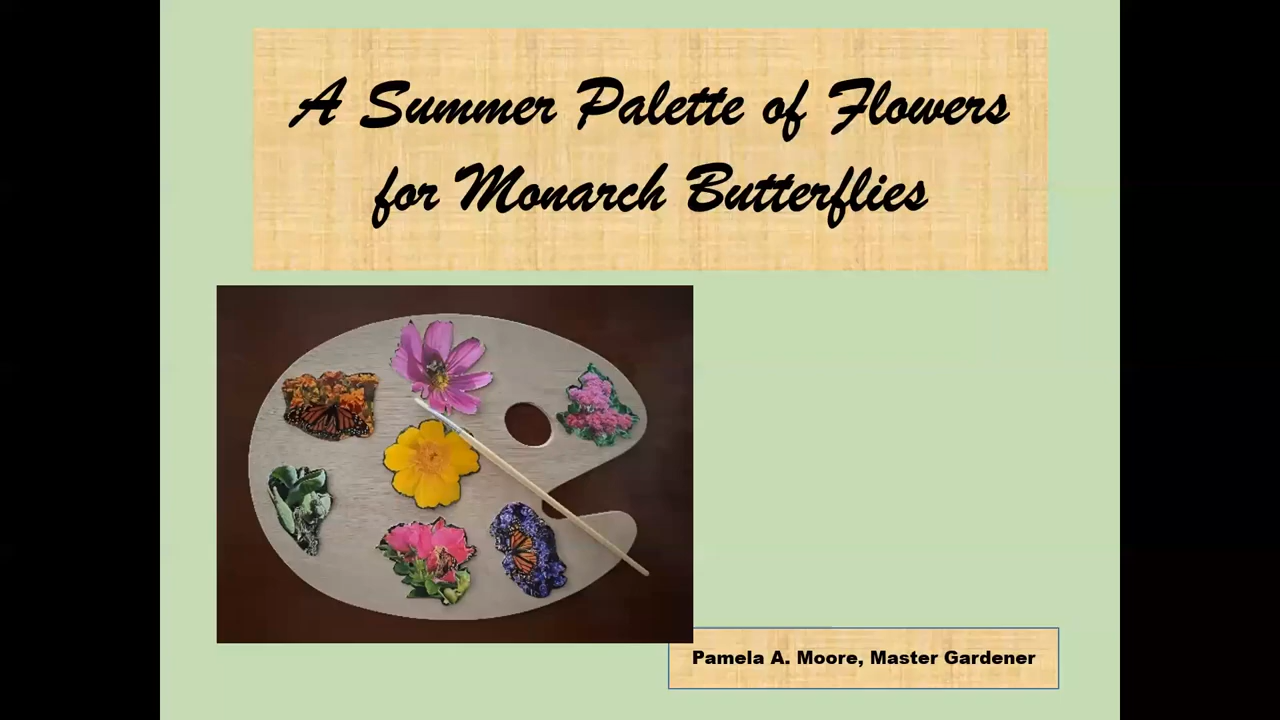 A Summer Palette of Flowers
for Monarch Butterflies
Pamela A. Moore, Master Gardener